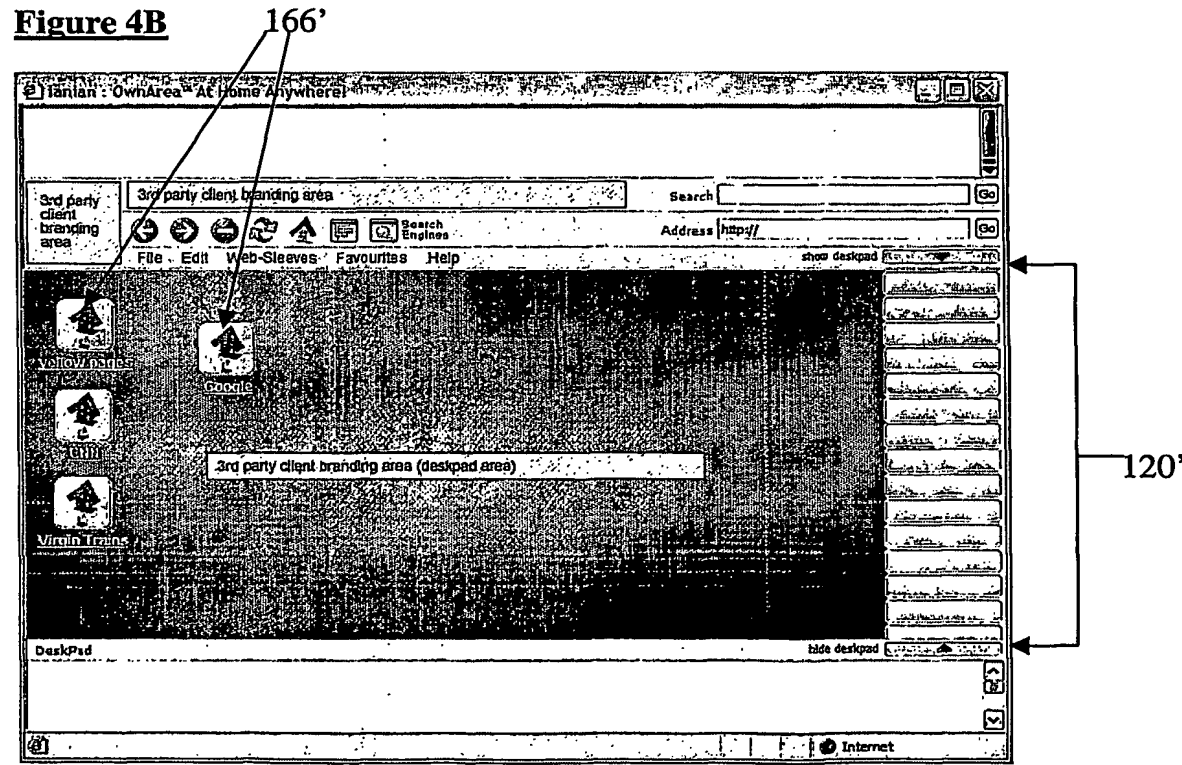 Figure 4B
166'
Ianian : OwnArea™ At Home Anywhere!
3rd party
client
branding
area
3rd party client branding area
Search
Go
Search
Engines
Address http://
Go
File Edit Web-Sleeves Favourites Help
show deskpad
Yellow pages
Google
CNN
3rd party client branding area (deskpad area)
120'
Virgin Trains
DeskPad
hide deskpad
Internet